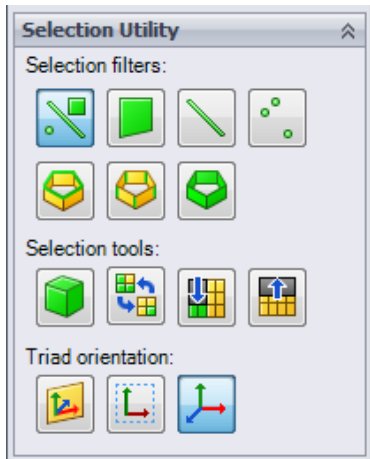 Selection Utility
Selection filters:
Selection tools:
Triad orientation: